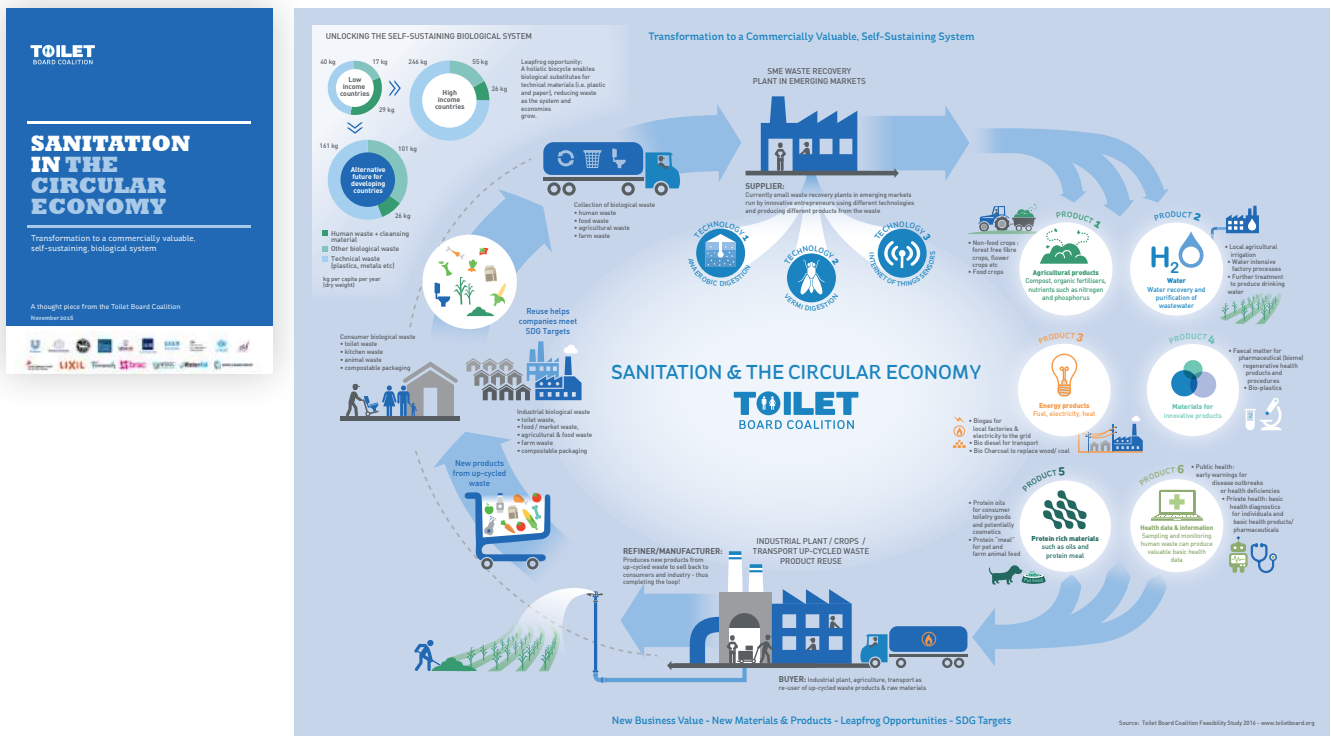 TOILET
BOARD COALITION
SANITATION
IN THE
CIRCULAR
ECONOMY
Transformation to a commercially valuable,
self-sustaining, biological system
A thought piece from the Toilet Board Coalition
November 2016
LIXIL
brac
WaterAid
UNLOCKING THE SELF-SUSTAINING BIOLOGICAL SYSTEM
40 kg
17 kg
Low
income
countries
29 kg
246 kg
55 kg
High
income
countries
26 kg
Leapfrog opportunity:
A holistic biocycle enables
biological substitutes for
technical materials (i.e. plastic
and paper), reducing waste
as the system and
economies
grow.
161 kg
101 kg
Alternative
future for
developing
countries
26 kg
Human waste + cleansing
material
Other biological waste
Technical waste
(plastics, metals etc)
kg per capita per year
(dry weight)
Transformation to a Commercially Valuable, Self-Sustaining System
SME WASTE RECOVERY
PLANT IN EMERGING MARKETS
SUPPLIER:
Currently small waste recovery plants in emerging markets
run by innovative entrepreneurs using different technologies
and producing different products from the waste
Collection of biological waste
• human waste
• food waste
• agricultural waste
• farm waste
TECHNOLOGY 1
ANAEROBIC DIGESTION
TECHNOLOGY 2
VERMI DIGESTION
TECHNOLOGY 3
INTERNET OF THINGS SENSORS
PRODUCT 1
Agricultural products
Compost, organic fertilisers,
nutrients such as nitrogen
and phosphorus
• Non-food crops :
forest free fibre
crops, flower
crops etc
• Food crops
PRODUCT 2
H2O
Water
Water recovery and
purification of
wastewater
• Local agricultural
irrigation
• Water intensive
factory processes
• Further treatment
to produce drinking
water
PRODUCT 3
Energy products
Fuel, electricity, heat
• Biogas for
local factories &
electricity to the grid
• Bio diesel for transport
• Bio Charcoal to replace wood/ coal
PRODUCT 4
Materials for
innovative products
• Faecal matter for
pharmaceutical (biome)
regenerative health
products and
procedures
• Bio-plastics
PRODUCT 5
Protein rich materials
such as oils and
protein meal
• Protein oils
for consumer
toiletry goods
and potentially
cosmetics
• Protein "meal"
for pet and
farm animal feed
Pet Food
PRODUCT 6
Health data & information
Sampling and monitoring
human waste can produce
valuable basic health
data
• Public health:
early warnings for
disease outbreaks
or health deficiencies
• Private health: basic
health diagnostics
for individuals and
basic health products/
pharmaceuticals
SANITATION & THE CIRCULAR ECONOMY
TOILET
BOARD COALITION
Reuse helps
companies meet
SDG Targets
Consumer biological waste
• toilet waste
• kitchen waste
• animal waste
• compostable packaging
Industrial biological waste
• toilet waste,
• food / market waste,
• agricultural & food waste
• farm waste
• compostable packaging
New products
from up-cycled
waste
REFINER/MANUFACTURER:
Produces new products from
up-cycled waste to sell back to
consumers and industry - thus
completing the loop!
INDUSTRIAL PLANT / CROPS /
TRANSPORT UP-CYCLED WASTE
PRODUCT REUSE
BUYER: Industrial plant, agriculture, transport as
re-user of up-cycled waste products & raw materials
New Business Value - New Materials & Products - Leapfrog Opportunities - SDG Targets
Source: Toilet Board Coalition Feasibility Study 2016 - www.toiletboard.org